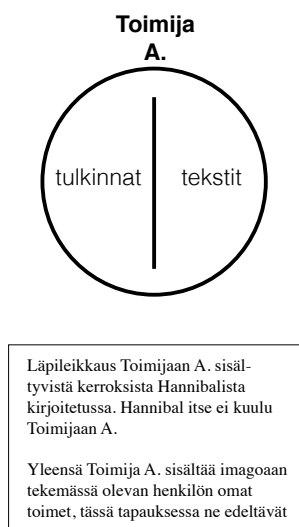 Toimija
A.
tulkinnat
tekstit
Läpileikkaus Toimijaan A. sisäl-
tyvistä kerroksista Hannibalista
kirjoitetussa. Hannibal itse ei kuulu
Toimijaan A.
Yleensä Toimija A. sisältää imagoaan
tekemässä olevan henkilön omat
toimet, tässä tapauksessa ne edeltävät